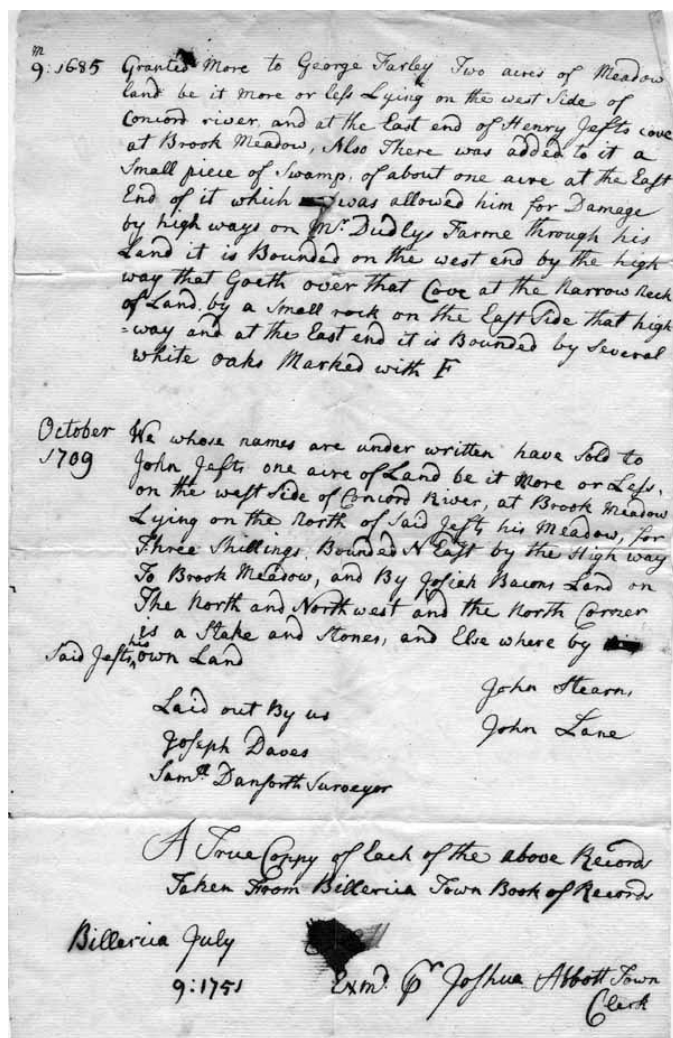 m
9:1685 Granted More to George Farley Two acres of Meadow
land be it more or less Lying on the west Side of
Concord river, and at the East end of Henry Jefts cove
at Brook Meadow, Also There was added to it a
Small piece of Swamp, of about one aire at the East
End of it which was allowed him for Damage
by high ways on Mr. Dudlys Farme through his
Land it is Bounded on the west end by the high
way that Goeth over that Cove at the Narrow Neck
of Land by a Small rock on the East Side that high
=way and at the East end it is Bounded by Several
white oaks Marked with F
October 1709 We whose names are under written have Sold to
John Jefts one aire of Land be it More or Less,
on the west Side of Concord River, at Brook Meadow
Lying on the North of Said Jefts his Meadow, for
Three Shillings, Bounded N East by the High way
To Brook Meadow, and By Josiah Bacons Land on
The North and North west and the North Corner
is a Stake and Stones, and Else where by
Said Jefts his own Land
John Stearns
John Lane
Laid out By us
Joseph Daves
Samll Danforth Surveyor
A True Coppy of Each of the above Records
Taken From Billerica Town Book of Records
Billerica July
9:1751
Exmd Pr Joshua Abbott Town
Clerk